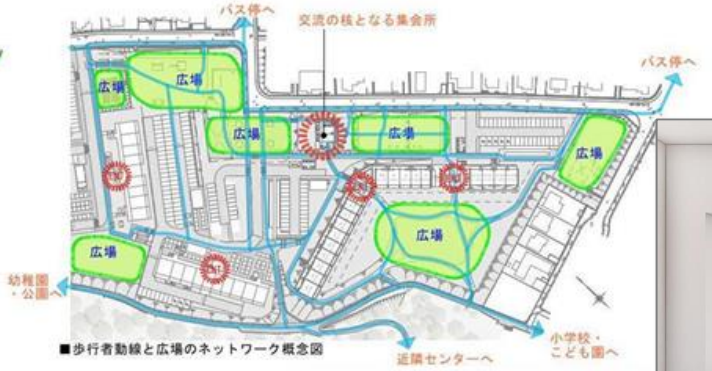 バス停へ
交流の核となる集会所
バス停へ
広場
広場
広場
広場
広場
広場
広場
幼稚園
・公園へ
■歩行者動線と広場のネットワーク概念図
近隣センターへ
小学校・
こども園へ